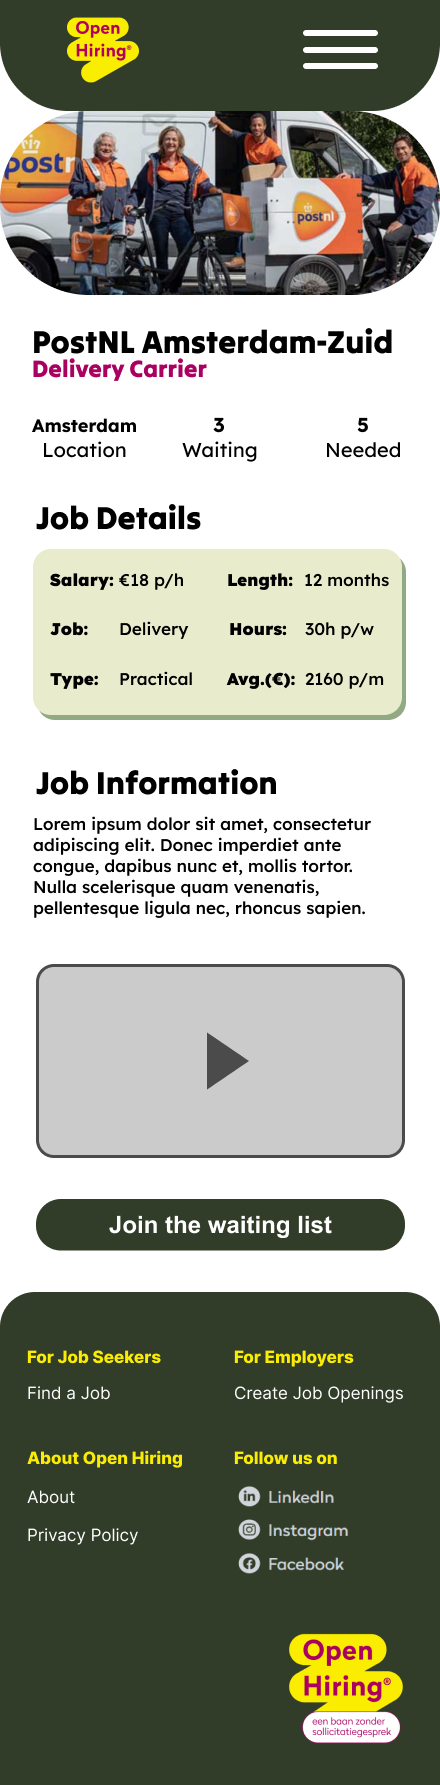 Open
Hiring®
postnl
postnl
PostNL Amsterdam-Zuid
Delivery Carrier
Amsterdam 3 5
Location Waiting Needed
Job Details
Salary: €18 p/h Length: 12 months
Job: Delivery Hours: 30h p/w
Type: Practical Avg.(€): 2160 p/m
Job Information
Lorem ipsum dolor sit amet, consectetur
adipiscing elit. Donec imperdiet ante
congue, dapibus nunc et, mollis tortor.
Nulla scelerisque quam venenatis,
pellentesque ligula nec, rhoncus sapien.
Join the waiting list
For Job Seekers
Find a Job
For Employers
Create Job Openings
About Open Hiring
About
Privacy Policy
Follow us on
LinkedIn
Instagram
Facebook
Open
Hiring®
een baan zonder
sollicitatiegesprek